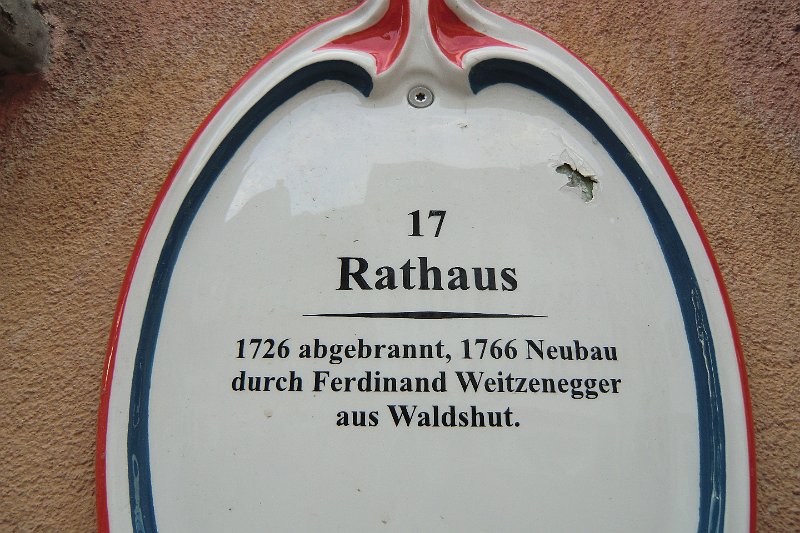 17
Rathaus
1726 abgebrannt, 1766 Neubau
durch Ferdinand Weitzenegger
aus Waldshut.